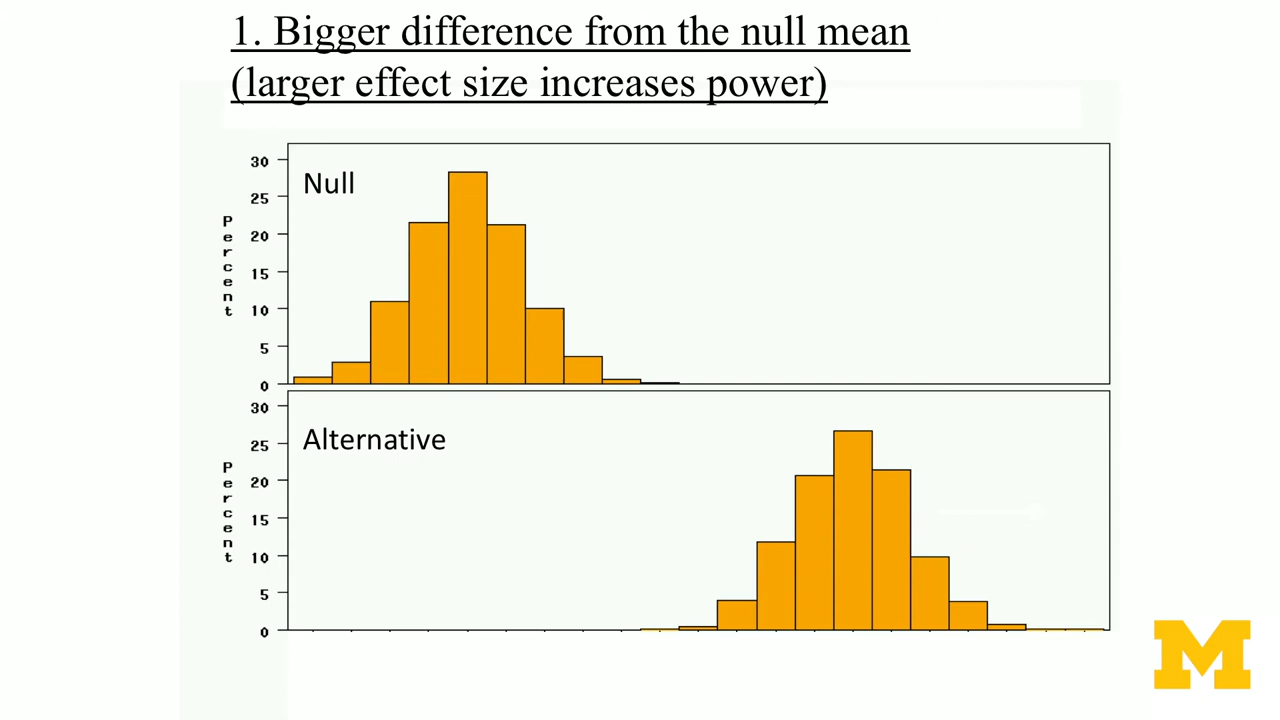 1. Bigger difference from the null mean
(larger effect size increases power)
Null
Percent
30
25
20
15
10
5
0
Alternative
Percent
30
25
20
15
10
5
0
M